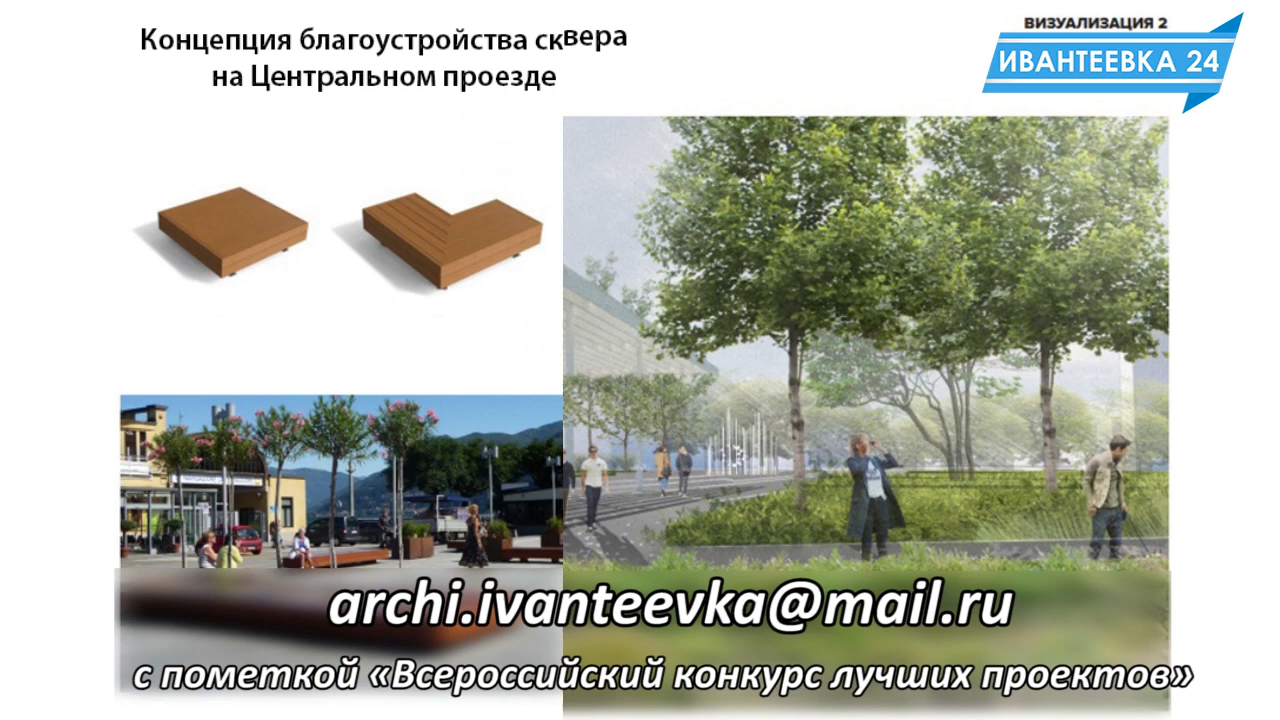 Концепция благоустройства сквера
на Центральном проезде
ВИЗУАЛИЗАЦИЯ 2
ИВАНТЕЕВКА 24
archi.ivanteevka@mail.ru
с пометкой «Всероссийский конкурс лучших проектов»